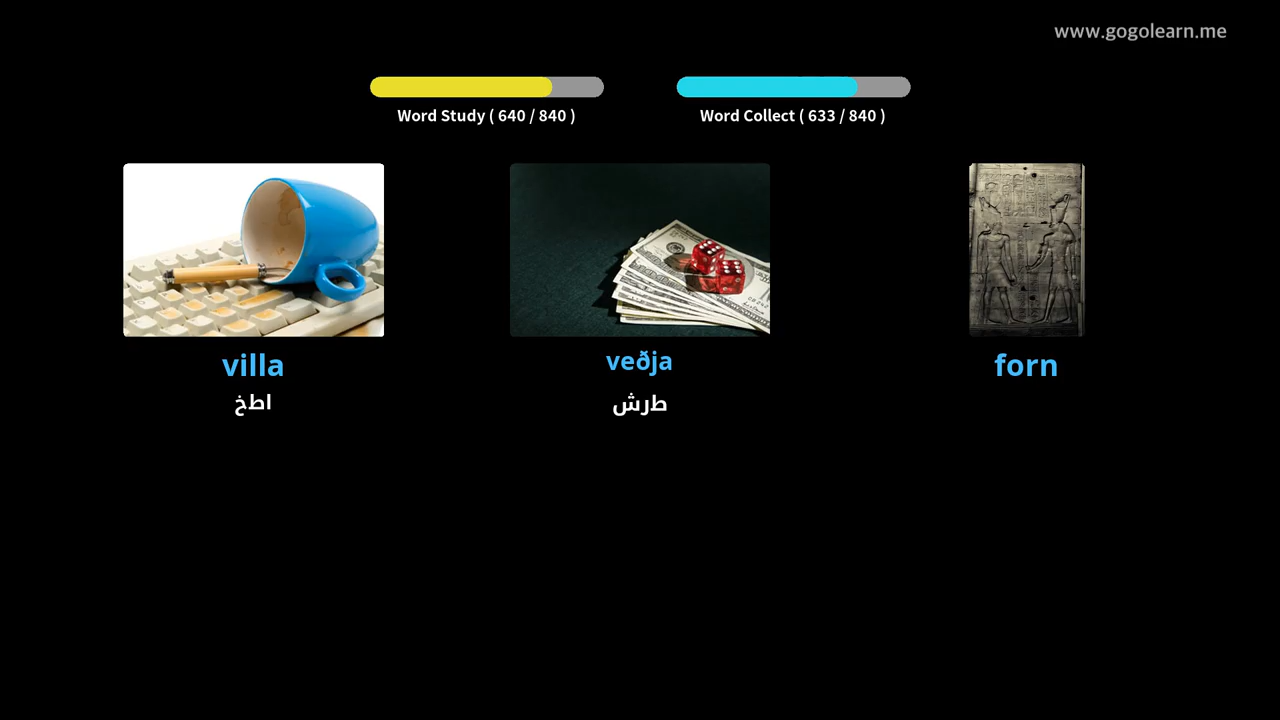 www.gogolearn.me
Word Study ( 640 / 840 )
Word Collect ( 633 / 840 )
villa
اطخ
veðja
طرش
forn